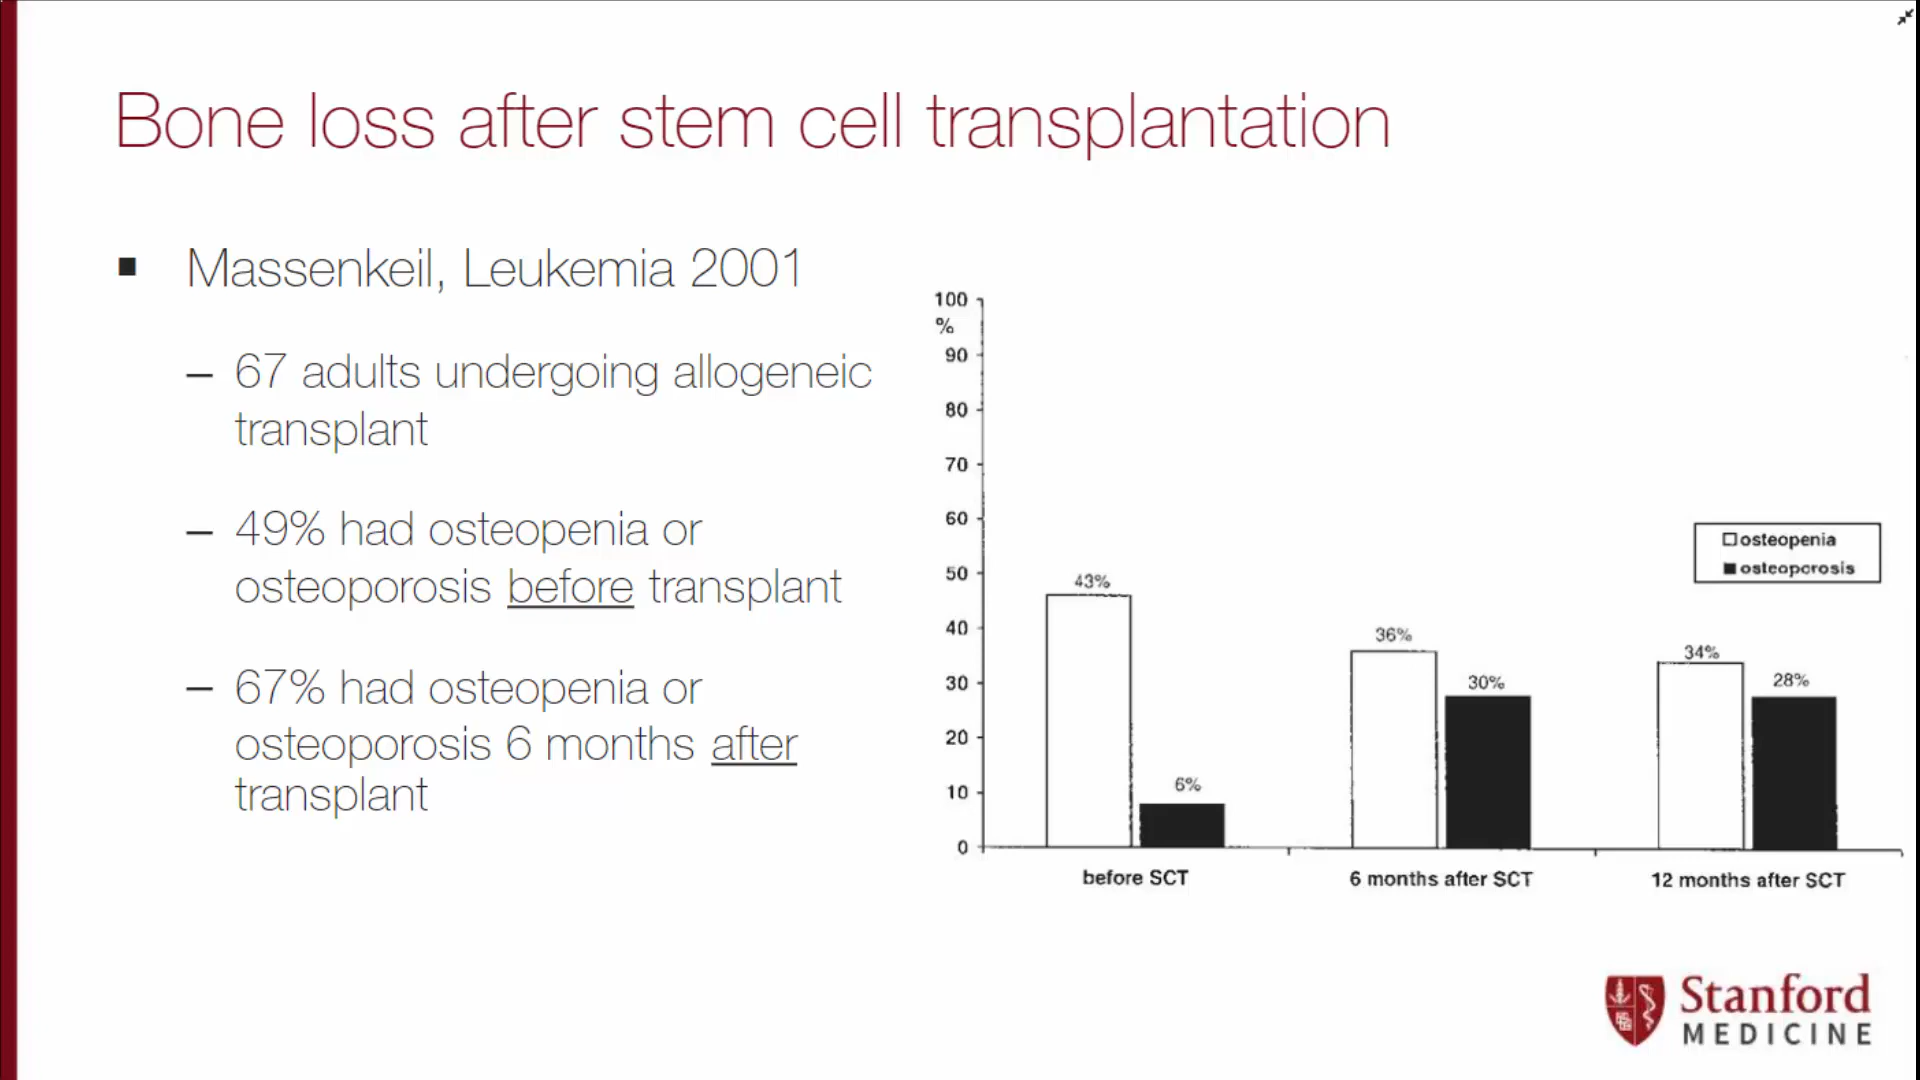 Bone loss after stem cell transplantation
▪ Massenkeil, Leukemia 2001
– 67 adults undergoing allogeneic
transplant
– 49% had osteopenia or
osteoporosis before transplant
– 67% had osteopenia or
osteoporosis 6 months after
transplant
100
%
90
80
70
60
50
40
30
20
10
0
43%
6%
36%
30%
34%
28%
osteopenia
osteoporosis
before SCT
6 months after SCT
12 months after SCT
Stanford
MEDICINE